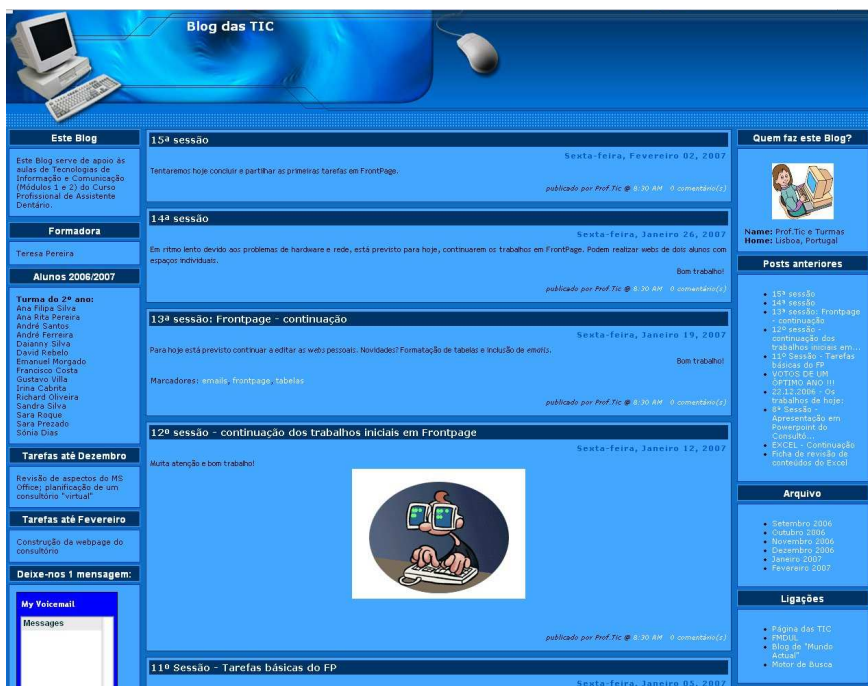 Blog das TIC
Este Blog
Este Blog serve de apoio às
aulas de Tecnologias de
Informação e Comunicação
(Módulos 1 e 2) do Curso
Profissional de Assistente
Dentário.
Formadora
Teresa Pereira
Alunos 2006/2007
Turma do 2º ano:
Ana Filipa Silva
Ana Rita Pereira
André Santos
André Ferreira
Daianny Silva
David Rebelo
Emanuel Morgado
Francisco Costa
Gustavo Villa
Irina Cabrita
Richard Oliveira
Sandra Silva
Sara Roque
Sara Prezado
Sónia Dias
Tarefas até Dezembro
Revisão de aspectos do MS
Office; planificação de um
consultório "virtual"
Tarefas até Fevereiro
Construção da webpage do
consultório
Deixe-nos 1 mensagem:
My Voicemail
Messages
15ª sessão
Sexta-feira, Fevereiro 02, 2007
Tentaremos hoje concluir e partilhar as primeiras tarefas em FrontPage.
publicado por Prof.Tic @ 8:30 AM 0 comentário(s)
14ª sessão
Sexta-feira, Janeiro 26, 2007
Em ritmo lento devido aos problemas de hardware e rede, está previsto para hoje, continuarem os trabalhos em FrontPage. Podem realizar webs de dois alunos com
espaços individuais.
Bom trabalho!
publicado por Prof.Tic @ 8:30 AM 0 comentário(s)
13ª sessão: Frontpage - continuação
Sexta-feira, Janeiro 19, 2007
Para hoje está previsto continuar a editar as webs pessoais. Novidades? Formatação de tabelas e inclusão de emails.
Bom trabalho!
Marcadores: emails, frontpage, tabelas
publicado por Prof.Tic @ 8:30 AM 0 comentário(s)
12º sessão - continuação dos trabalhos iniciais em Frontpage
Sexta-feira, Janeiro 12, 2007
Muita atenção e bom trabalho!
publicado por Prof.Tic @ 8:30 AM 0 comentário(s)
11º Sessão - Tarefas básicas do FP
Sexta-feira, Janeiro 05, 2007
Quem faz este Blog?
Name: Prof.Tic e Turmas
Home: Lisboa, Portugal
Posts anteriores
15ª sessão
14ª sessão
13ª sessão: Frontpage
- continuação
12º sessão -
continuação dos
trabalhos iniciais em...
11º Sessão - Tarefas
básicas do FP
VOTOS DE UM
ÓPTIMO ANO !!!
22.12.2006 - Os
trabalhos de hoje:
8ª Sessão -
Apresentação em
Powerpoint do
Consultó...
EXCEL - Continuação
Ficha de revisão de
conteúdos do Excel
Arquivo
Setembro 2006
Outubro 2006
Novembro 2006
Dezembro 2006
Janeiro 2007
Fevereiro 2007
Ligações
Página das TIC
FMDUL
Blog de "Mundo
Actual"
Motor de Busca